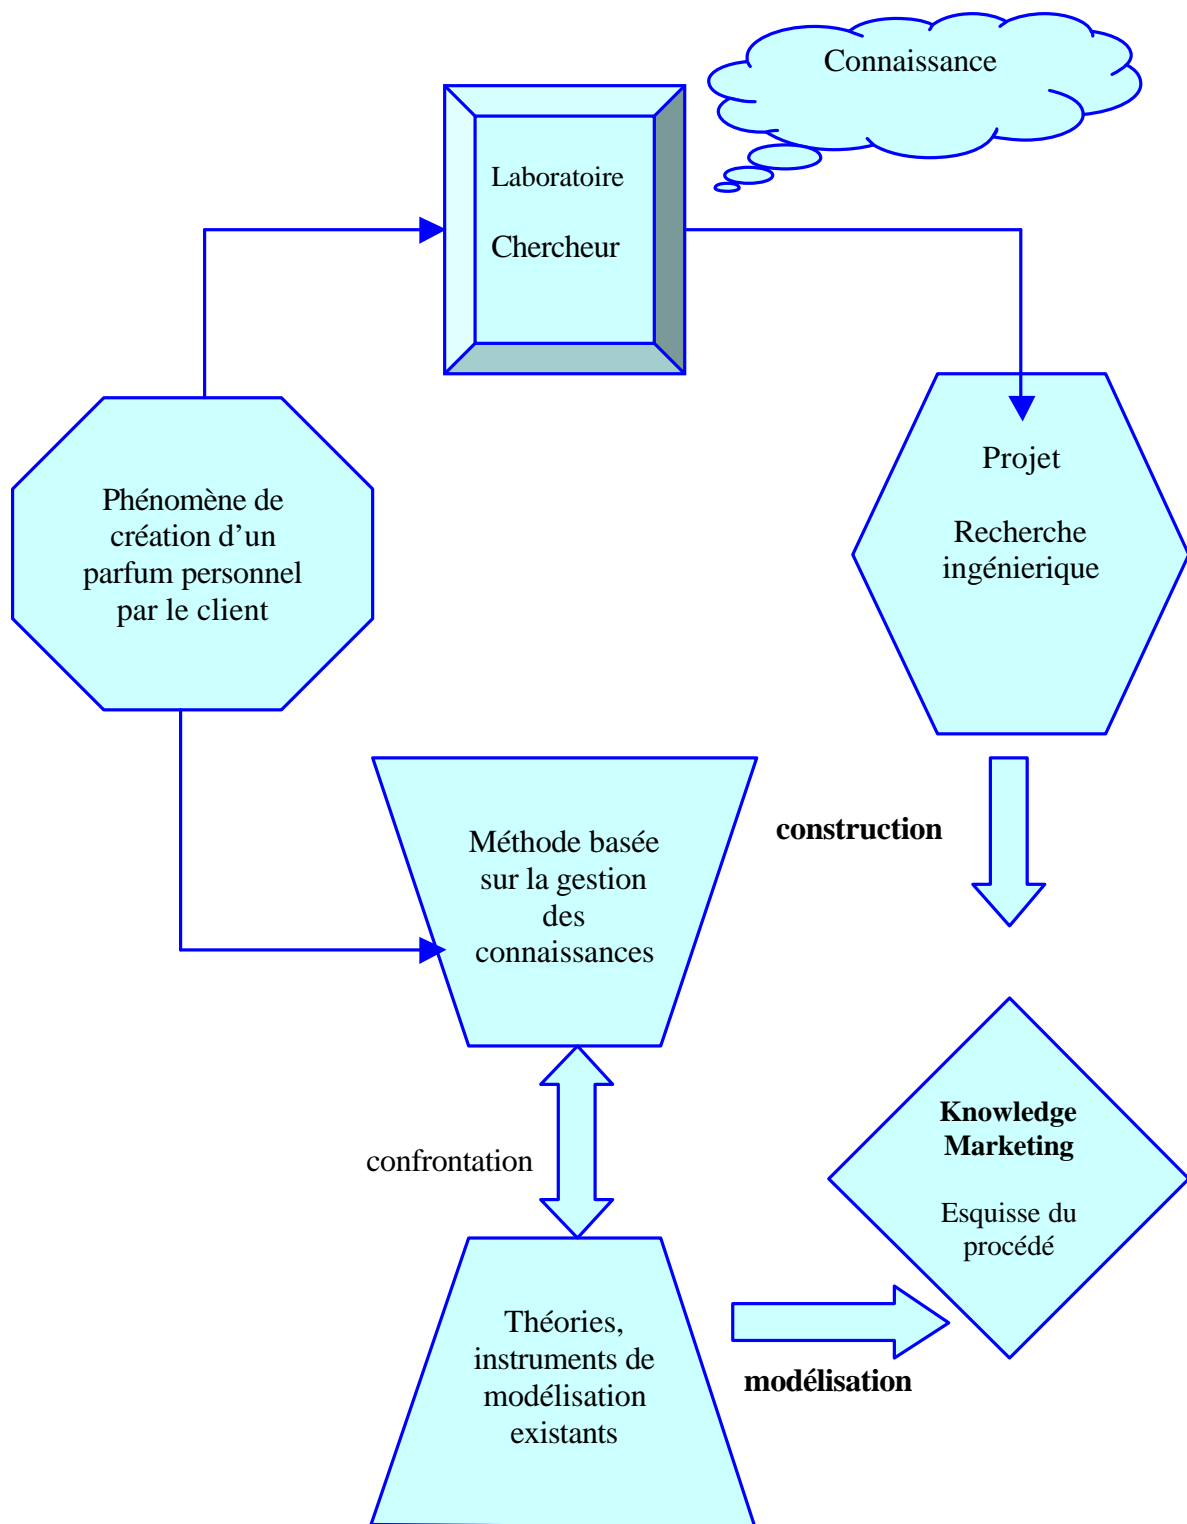 Connaissance
Laboratoire
Chercheur
Phénomène de
création d’un
parfum personnel
par le client
Projet
Recherche
ingénierique
Méthode basée
sur la gestion
des
connaissances
construction
confrontation
Knowledge
Marketing
Esquisse du
procédé
Théories,
instruments de
modélisation
existants
modélisation